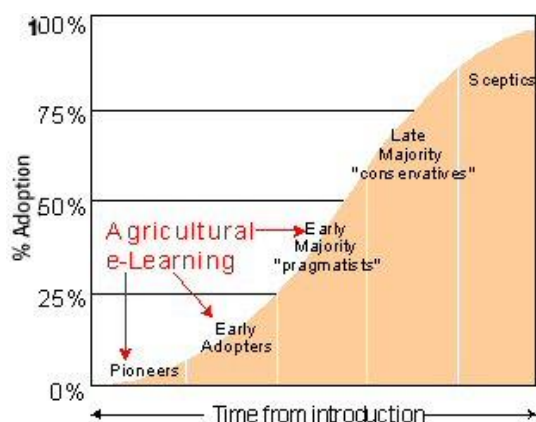 100%
Sceptics
75%
Late
Majority
"conservatives"
50%
% Adoption
Agricultural
e-Learning
Early
Majority
"pragmatists"
25%
Early
Adopters
Pioneers
0%
Time from introduction